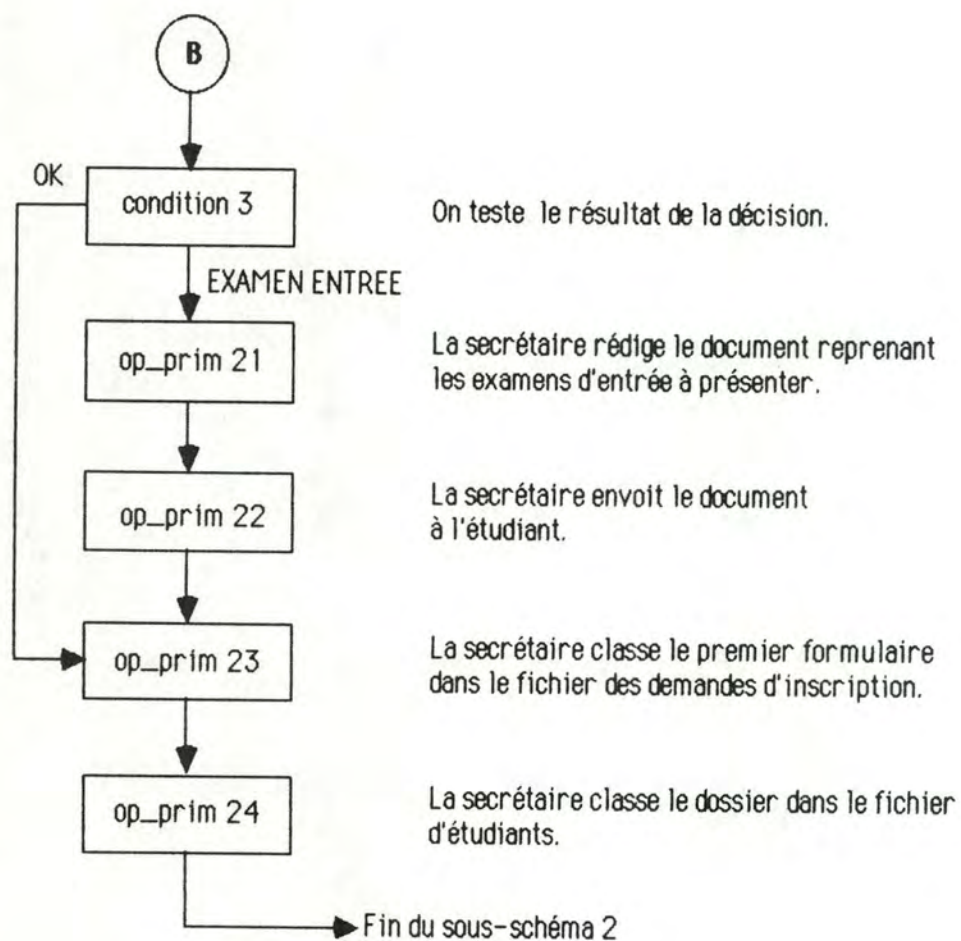 B
OK
condition 3
On teste le résultat de la décision.
EXAMEN ENTREE
op_prim 21
La secrétaire rédige le document reprenant
les examens d'entrée à présenter.
op_prim 22
La secrétaire envoit le document
à l'étudiant.
op_prim 23
La secrétaire classe le premier formulaire
dans le fichier des demandes d'inscription.
op_prim 24
La secrétaire classe le dossier dans le fichier
d'étudiants.
Fin du sous-schéma 2